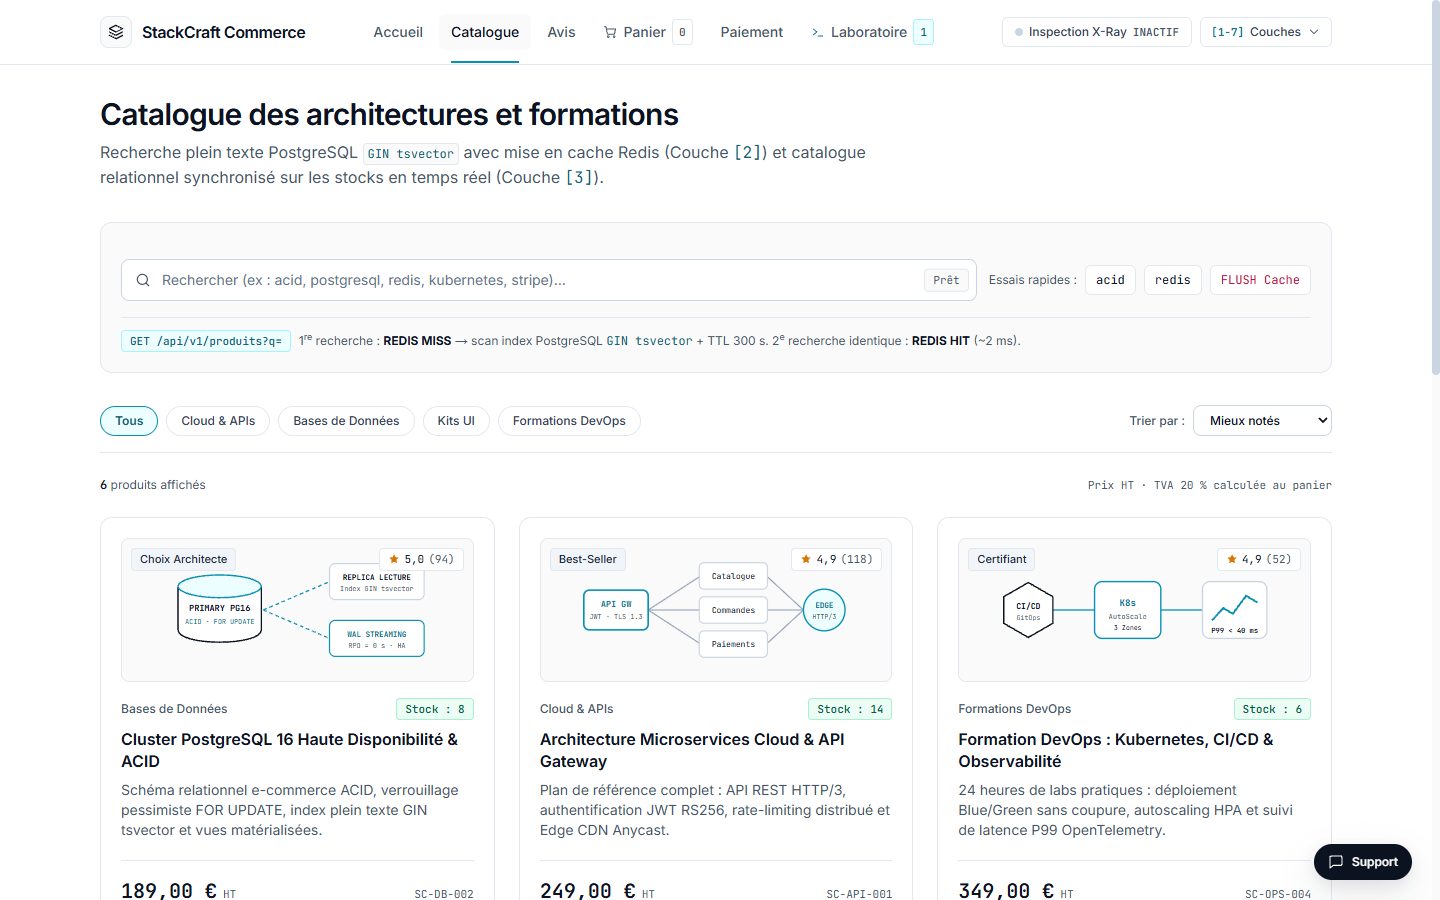 StackCraft Commerce
Accueil
Catalogue
Avis
Panier 0
Paiement
Laboratoire 1
Inspection X-Ray INACTIF
[1-7] Couches
Catalogue des architectures et formations
Recherche plein texte PostgreSQL GIN tsvector avec mise en cache Redis (Couche [2]) et catalogue
relationnel synchronisé sur les stocks en temps réel (Couche [3]).
Rechercher (ex : acid, postgresql, redis, kubernetes, stripe)...
Prêt
Essais rapides :
acid
redis
FLUSH Cache
GET /api/v1/produits?q= 1re recherche : REDIS MISS → scan index PostgreSQL GIN tsvector + TTL 300 s. 2e recherche identique : REDIS HIT (~2 ms).
Tous
Cloud & APIs
Bases de Données
Kits UI
Formations DevOps
Trier par :
Mieux notés
6 produits affichés
Prix HT · TVA 20 % calculée au panier
Choix Architecte
★ 5,0 (94)
PRIMARY PG16
ACID · FOR UPDATE
REPLICA LECTURE
Index GIN tsvector
WAL STREAMING
RPO = 0 s · HA
Bases de Données
Stock : 8
Cluster PostgreSQL 16 Haute Disponibilité &
ACID
Schéma relationnel e-commerce ACID, verrouillage
pessimiste FOR UPDATE, index plein texte GIN
tsvector et vues matérialisées.
189,00 € HT
SC-DB-002
Best-Seller
★ 4,9 (118)
API GW
JWT · TLS 1.3
Catalogue
Commandes
Paiements
EDGE
HTTP/3
Cloud & APIs
Stock : 14
Architecture Microservices Cloud & API
Gateway
Plan de référence complet : API REST HTTP/3,
authentification JWT RS256, rate-limiting distribué et
Edge CDN Anycast.
249,00 € HT
SC-API-001
Certifiant
★ 4,9 (52)
CI/CD
GitOps
K8s
AutoScale
3 Zones
P99 < 40 ms
Formations DevOps
Stock : 6
Formation DevOps : Kubernetes, CI/CD &
Observabilité
24 heures de labs pratiques : déploiement
Blue/Green sans coupure, autoscaling HPA et suivi
de latence P99 OpenTelemetry.
349,00 € HT
SC-OPS-004
Support